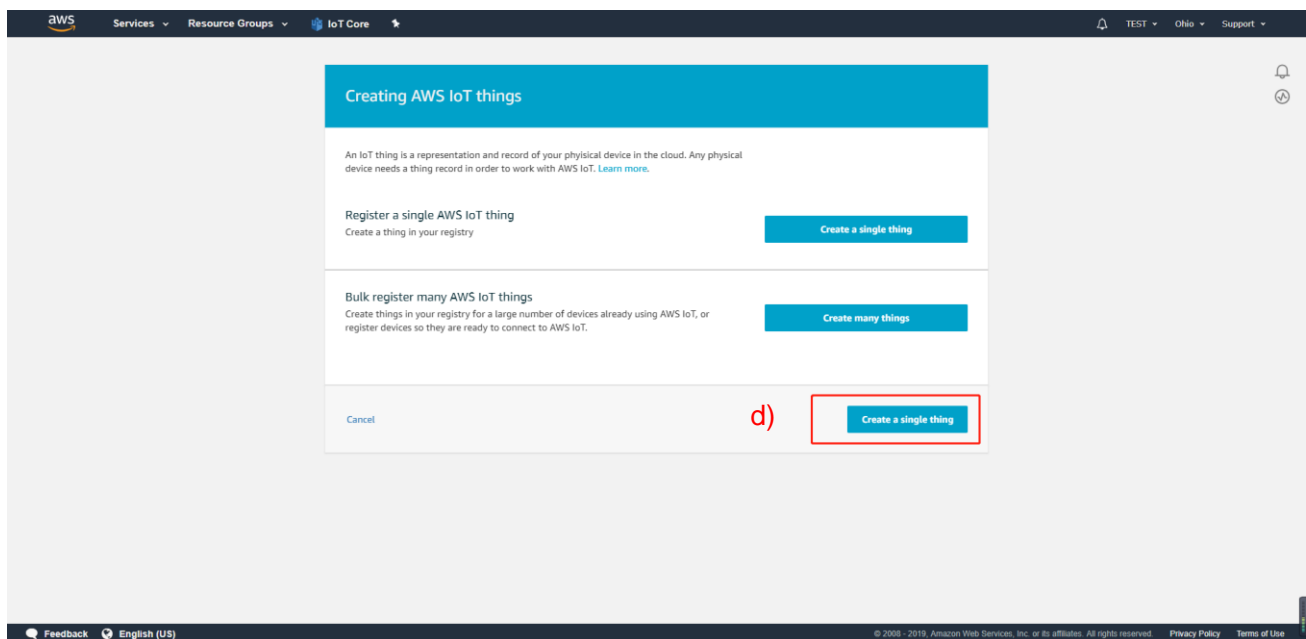 aws Services Resource Groups IoT Core TEST Ohio Support
Creating AWS IoT things
An IoT thing is a representation and record of your phyisical device in the cloud. Any physical
device needs a thing record in order to work with AWS IoT. Learn more.
Register a single AWS IoT thing
Create a thing in your registry
Create a single thing
Bulk register many AWS IoT things
Create things in your registry for a large number of devices already using AWS IoT, or
register devices so they are ready to connect to AWS IoT.
Create many things
Cancel
d)
Create a single thing
Feedback English (US) © 2008 - 2019, Amazon Web Services, Inc. or its affiliates. All rights reserved. Privacy Policy Terms of Use